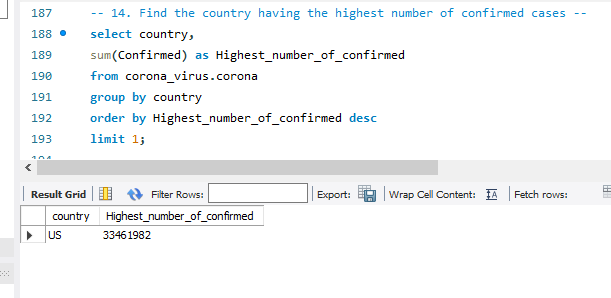 187 -- 14. Find the country having the highest number of confirmed cases --
188 select country,
189 sum(Confirmed) as Highest_number_of_confirmed
190 from corona_virus.corona
191 group by country
192 order by Highest_number_of_confirmed desc
193 limit 1;
Result Grid Filter Rows: Export: Wrap Cell Content: Fetch rows:
country Highest_number_of_confirmed
US 33461982